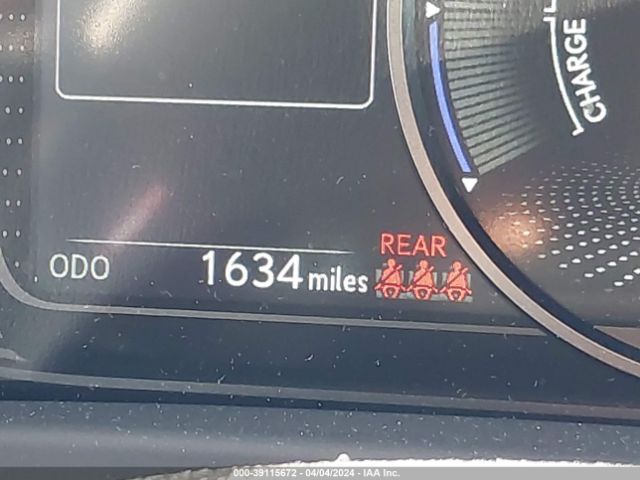 CHARGE
REAR
ODO 1634 miles
000-39115672 - 04/04/2024 - IAA Inc.